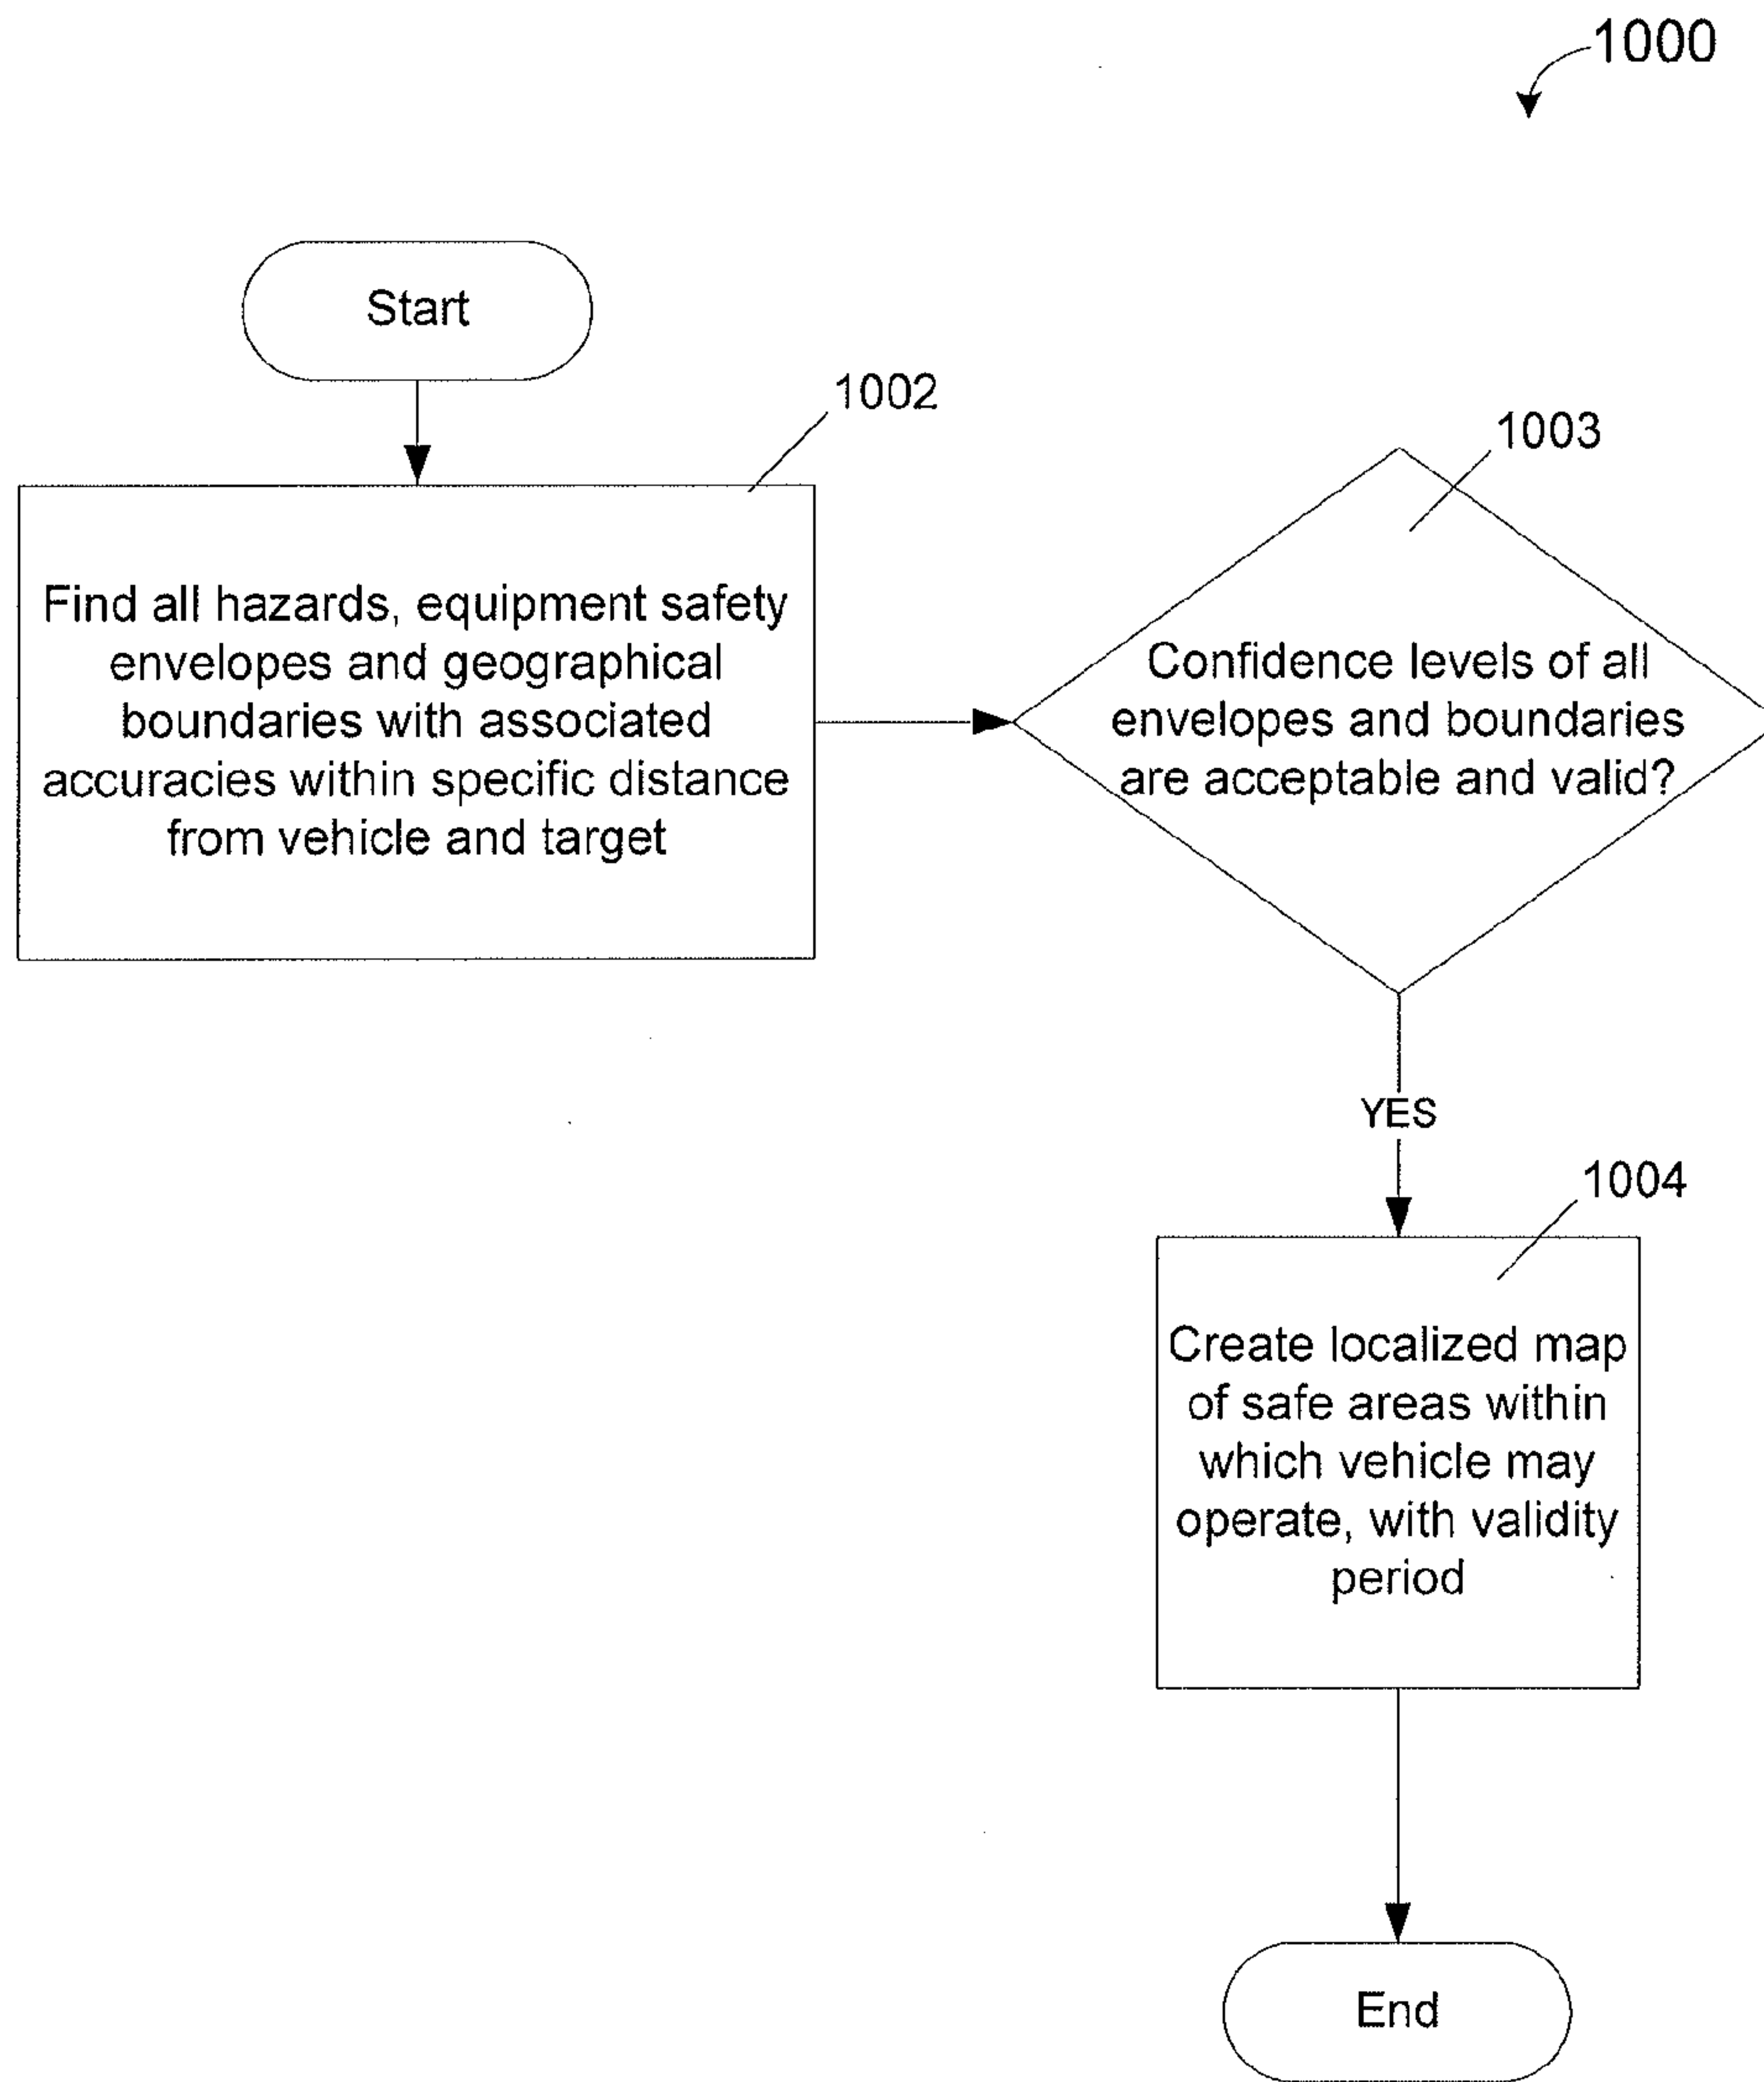 1000
Start
1002
Find all hazards, equipment safety
envelopes and geographical
boundaries with associated
accuracies within specific distance
from vehicle and target
1003
Confidence levels of all
envelopes and boundaries
are acceptable and valid?
YES
1004
Create localized map
of safe areas within
which vehicle may
operate, with validity
period
End